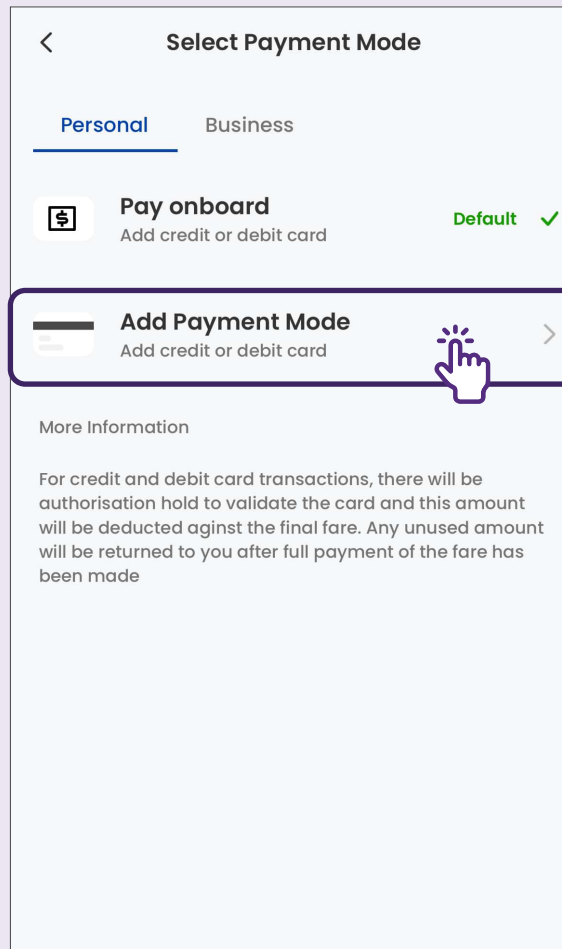 Select Payment Mode
Personal Business
Pay onboard
Add credit or debit card
Default
Add Payment Mode
Add credit or debit card
More Information
For credit and debit card transactions, there will be
authorisation hold to validate the card and this amount
will be deducted aginst the final fare. Any unused amount
will be returned to you after full payment of the fare has
been made